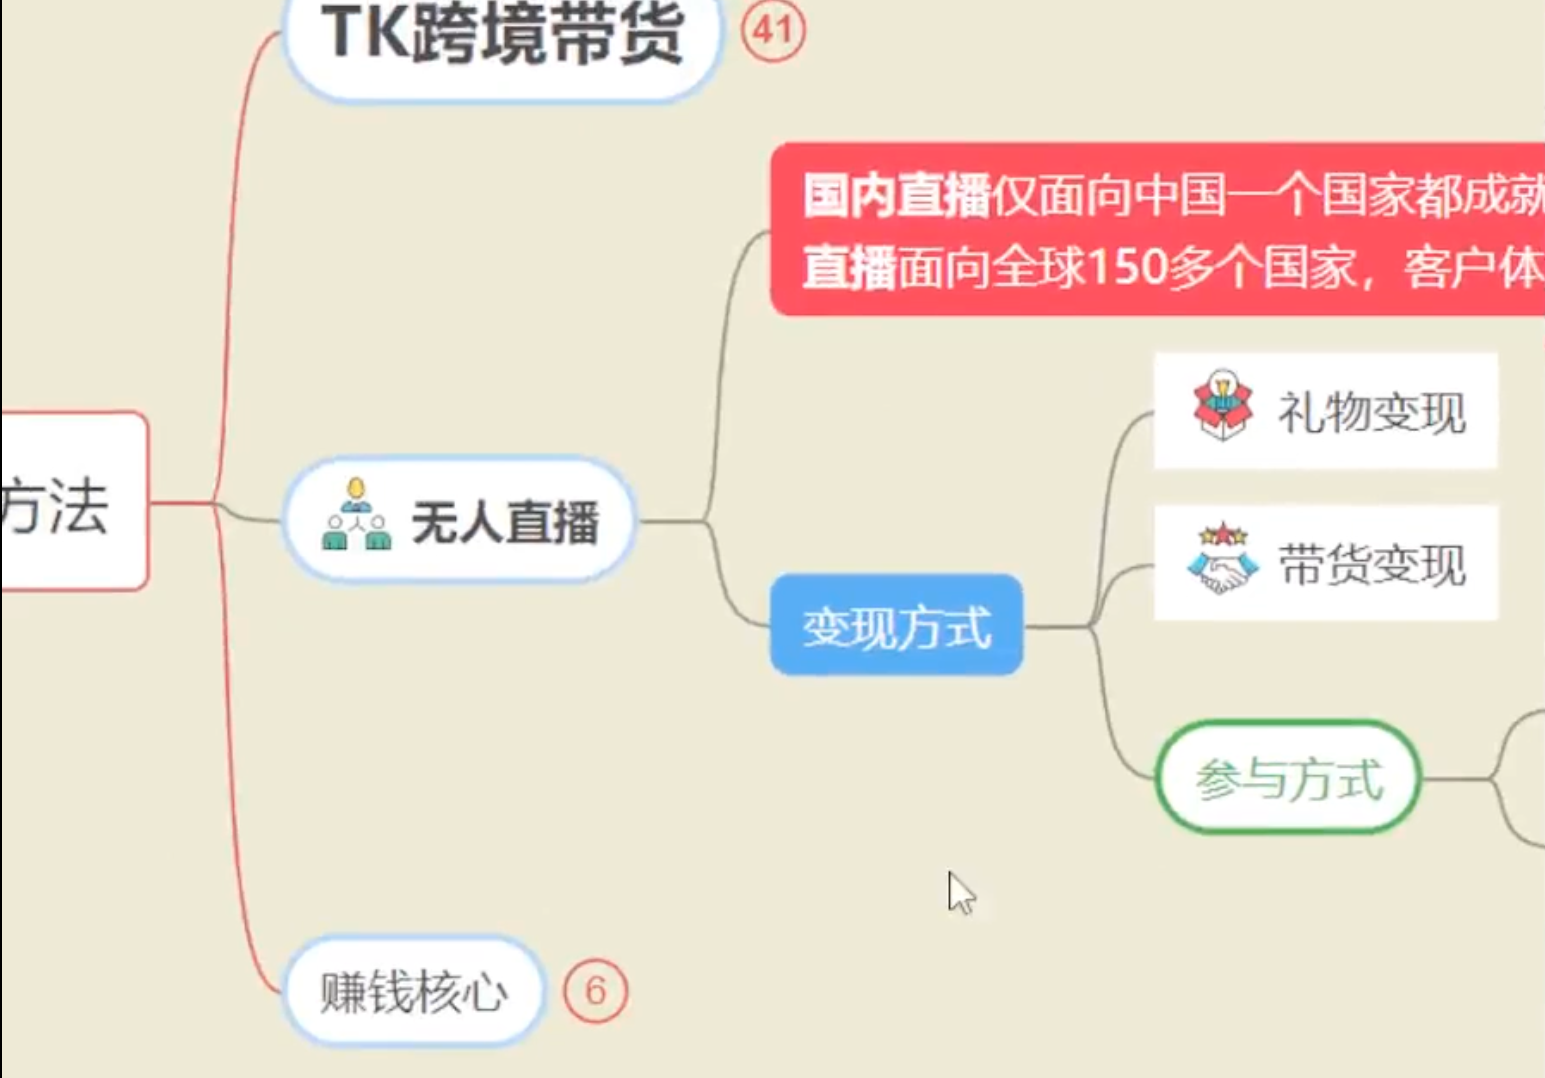 TK跨境带货
41
国内直播仅面向中国一个国家都成就
直播面向全球150多个国家，客户体
礼物变现
方法
无人直播
带货变现
变现方式
参与方式
赚钱核心
6